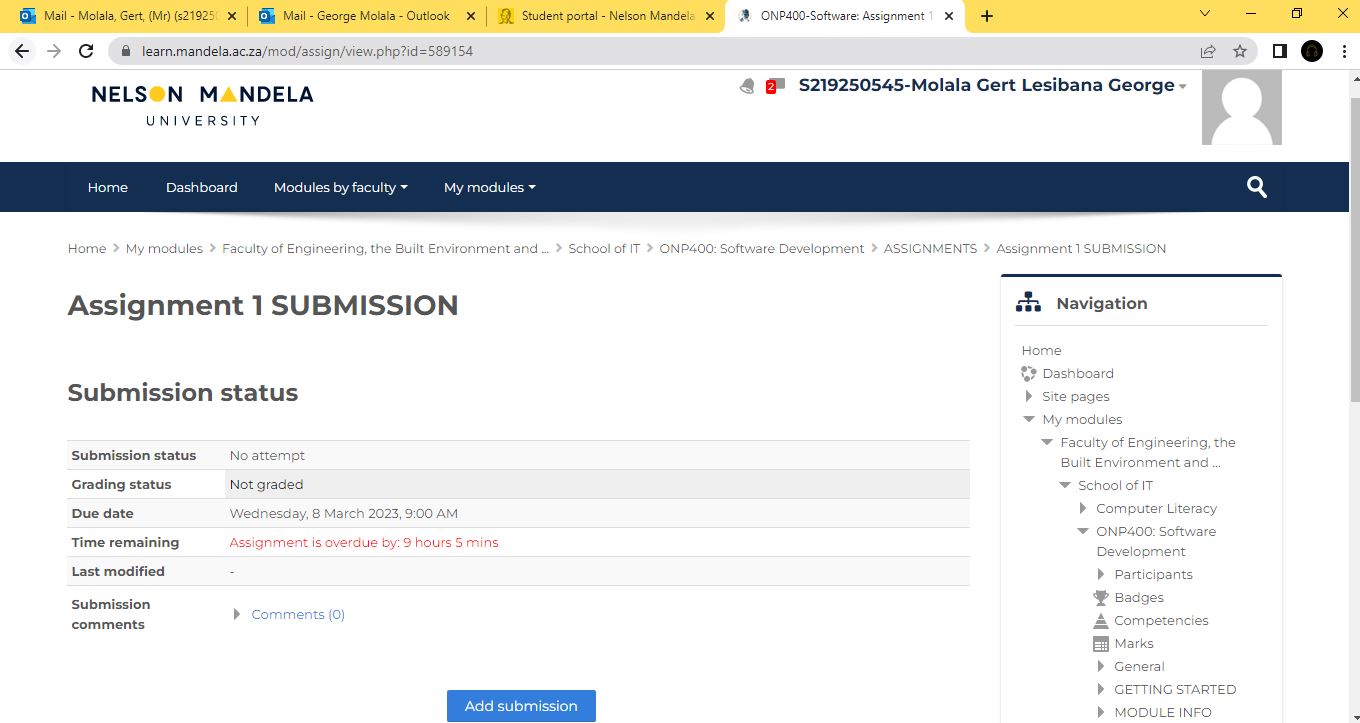 Mail - Molala, Gert, (Mr) (s21925
Mail - George Molala - Outlook
Student portal - Nelson Mandela
ONP400-Software: Assignment 1
learn.mandela.ac.za/mod/assign/view.php?id=589154
NELSON MANDELA
UNIVERSITY
2
S219250545-Molala Gert Lesibana George
Home
Dashboard
Modules by faculty
My modules
Home > My modules > Faculty of Engineering, the Built Environment and ... > School of IT > ONP400: Software Development > ASSIGNMENTS > Assignment 1 SUBMISSION
Assignment 1 SUBMISSION
Submission status
Submission status No attempt
Grading status Not graded
Due date Wednesday, 8 March 2023, 9:00 AM
Time remaining Assignment is overdue by: 9 hours 5 mins
Last modified -
Submission
comments
Comments (0)
Add submission
Navigation
Home
Dashboard
Site pages
My modules
Faculty of Engineering, the
Built Environment and ...
School of IT
Computer Literacy
ONP400: Software
Development
Participants
Badges
Competencies
Marks
General
GETTING STARTED
MODULE INFO